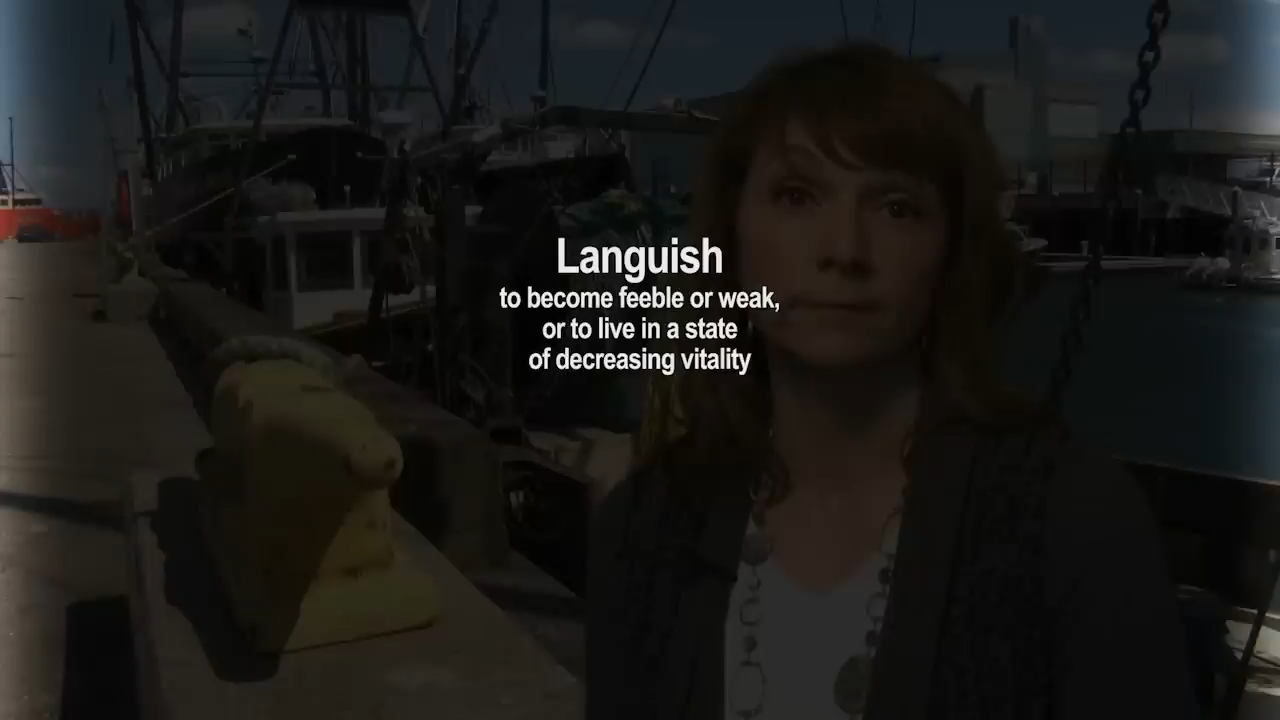 Languish
to become feeble or weak,
or to live in a state
of decreasing vitality